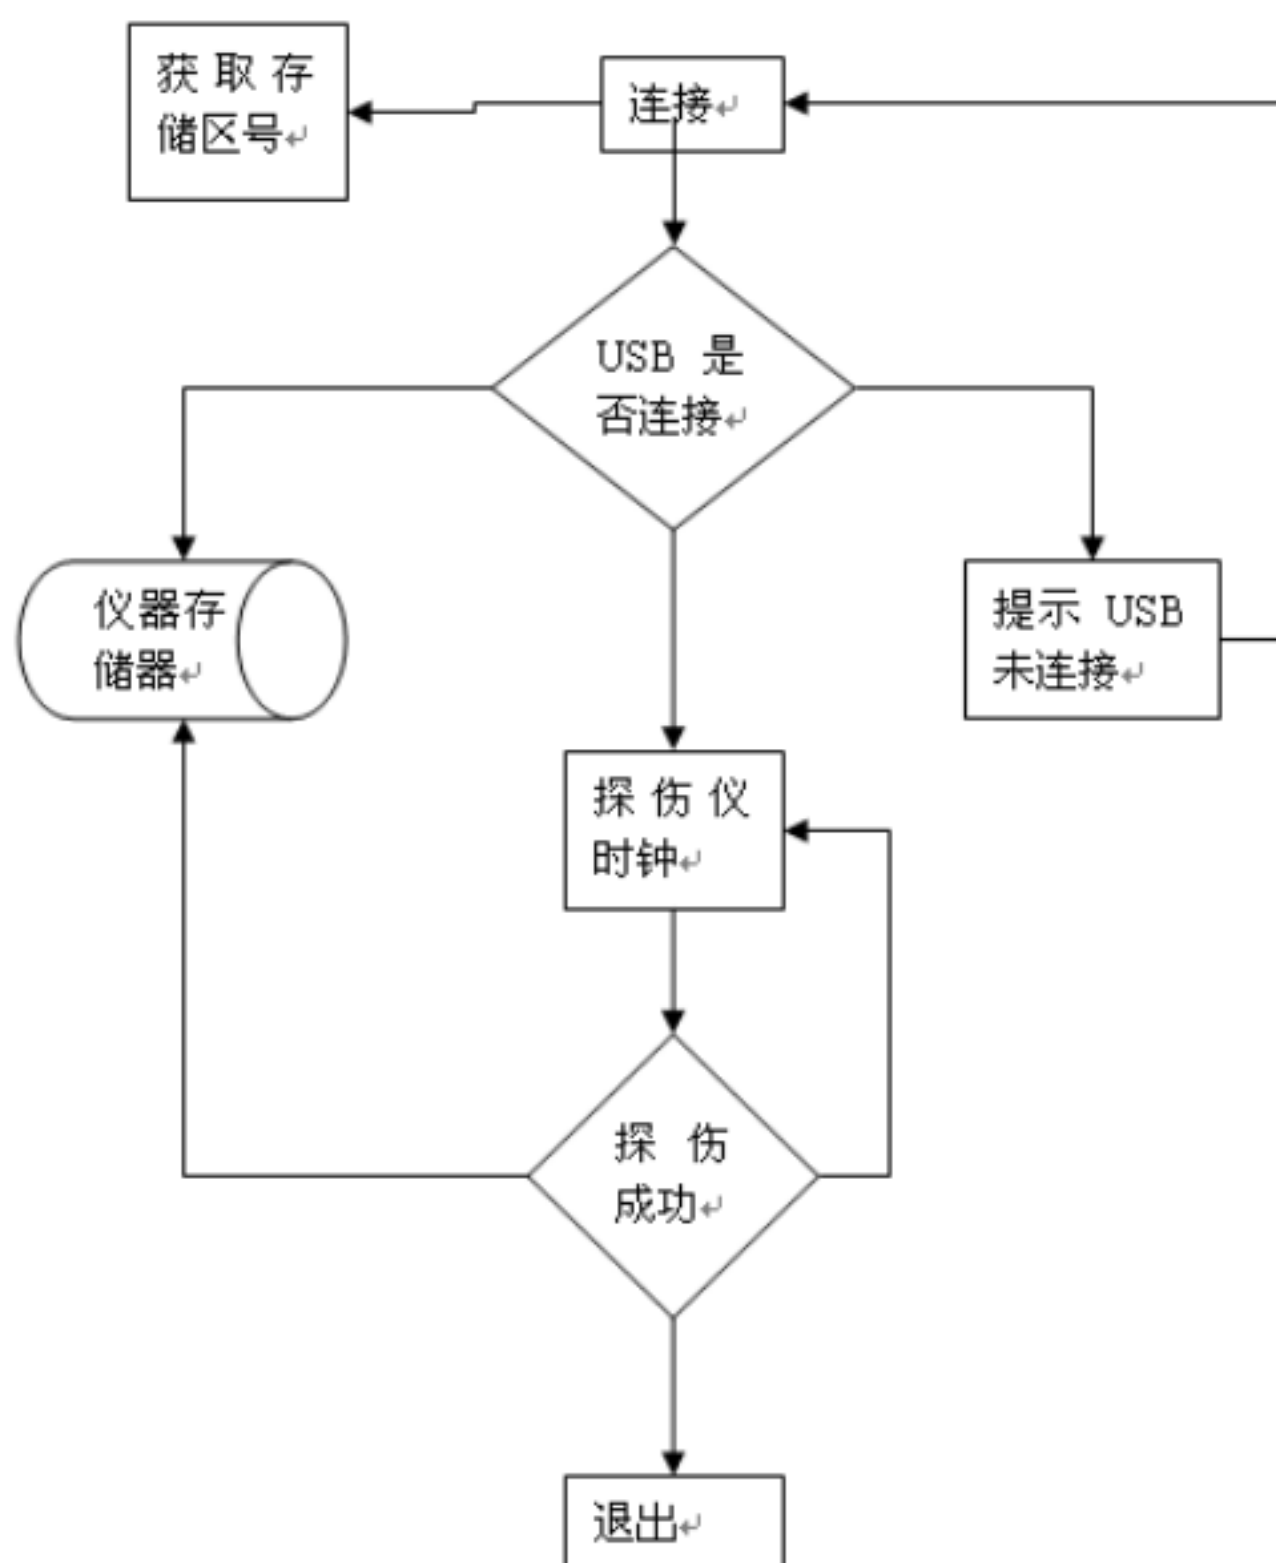 获取存
储区号
连接
USB 是
否连接
仪器存
储器
提示 USB
未连接
探伤仪
时钟
探 伤
成功
退出